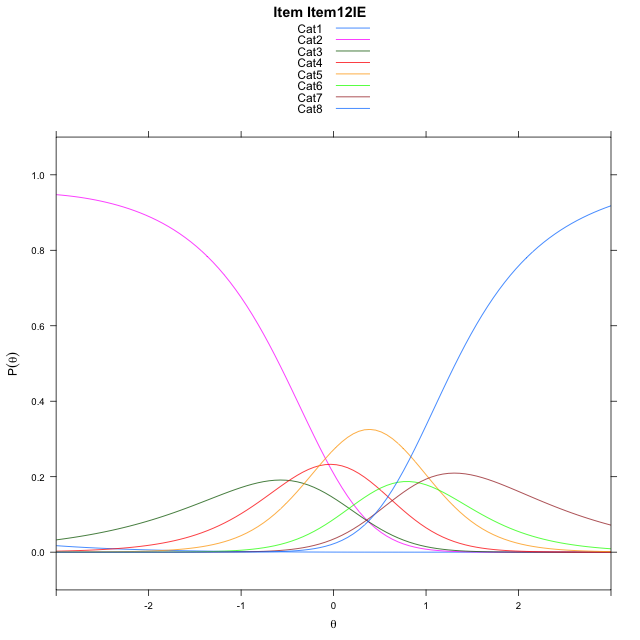 Item Item12IE
Cat1
Cat2
Cat3
Cat4
Cat5
Cat6
Cat7
Cat8
1.0
0.8
0.6
0.4
0.2
0.0
P(θ)
-2 -1 0 1 2
θ